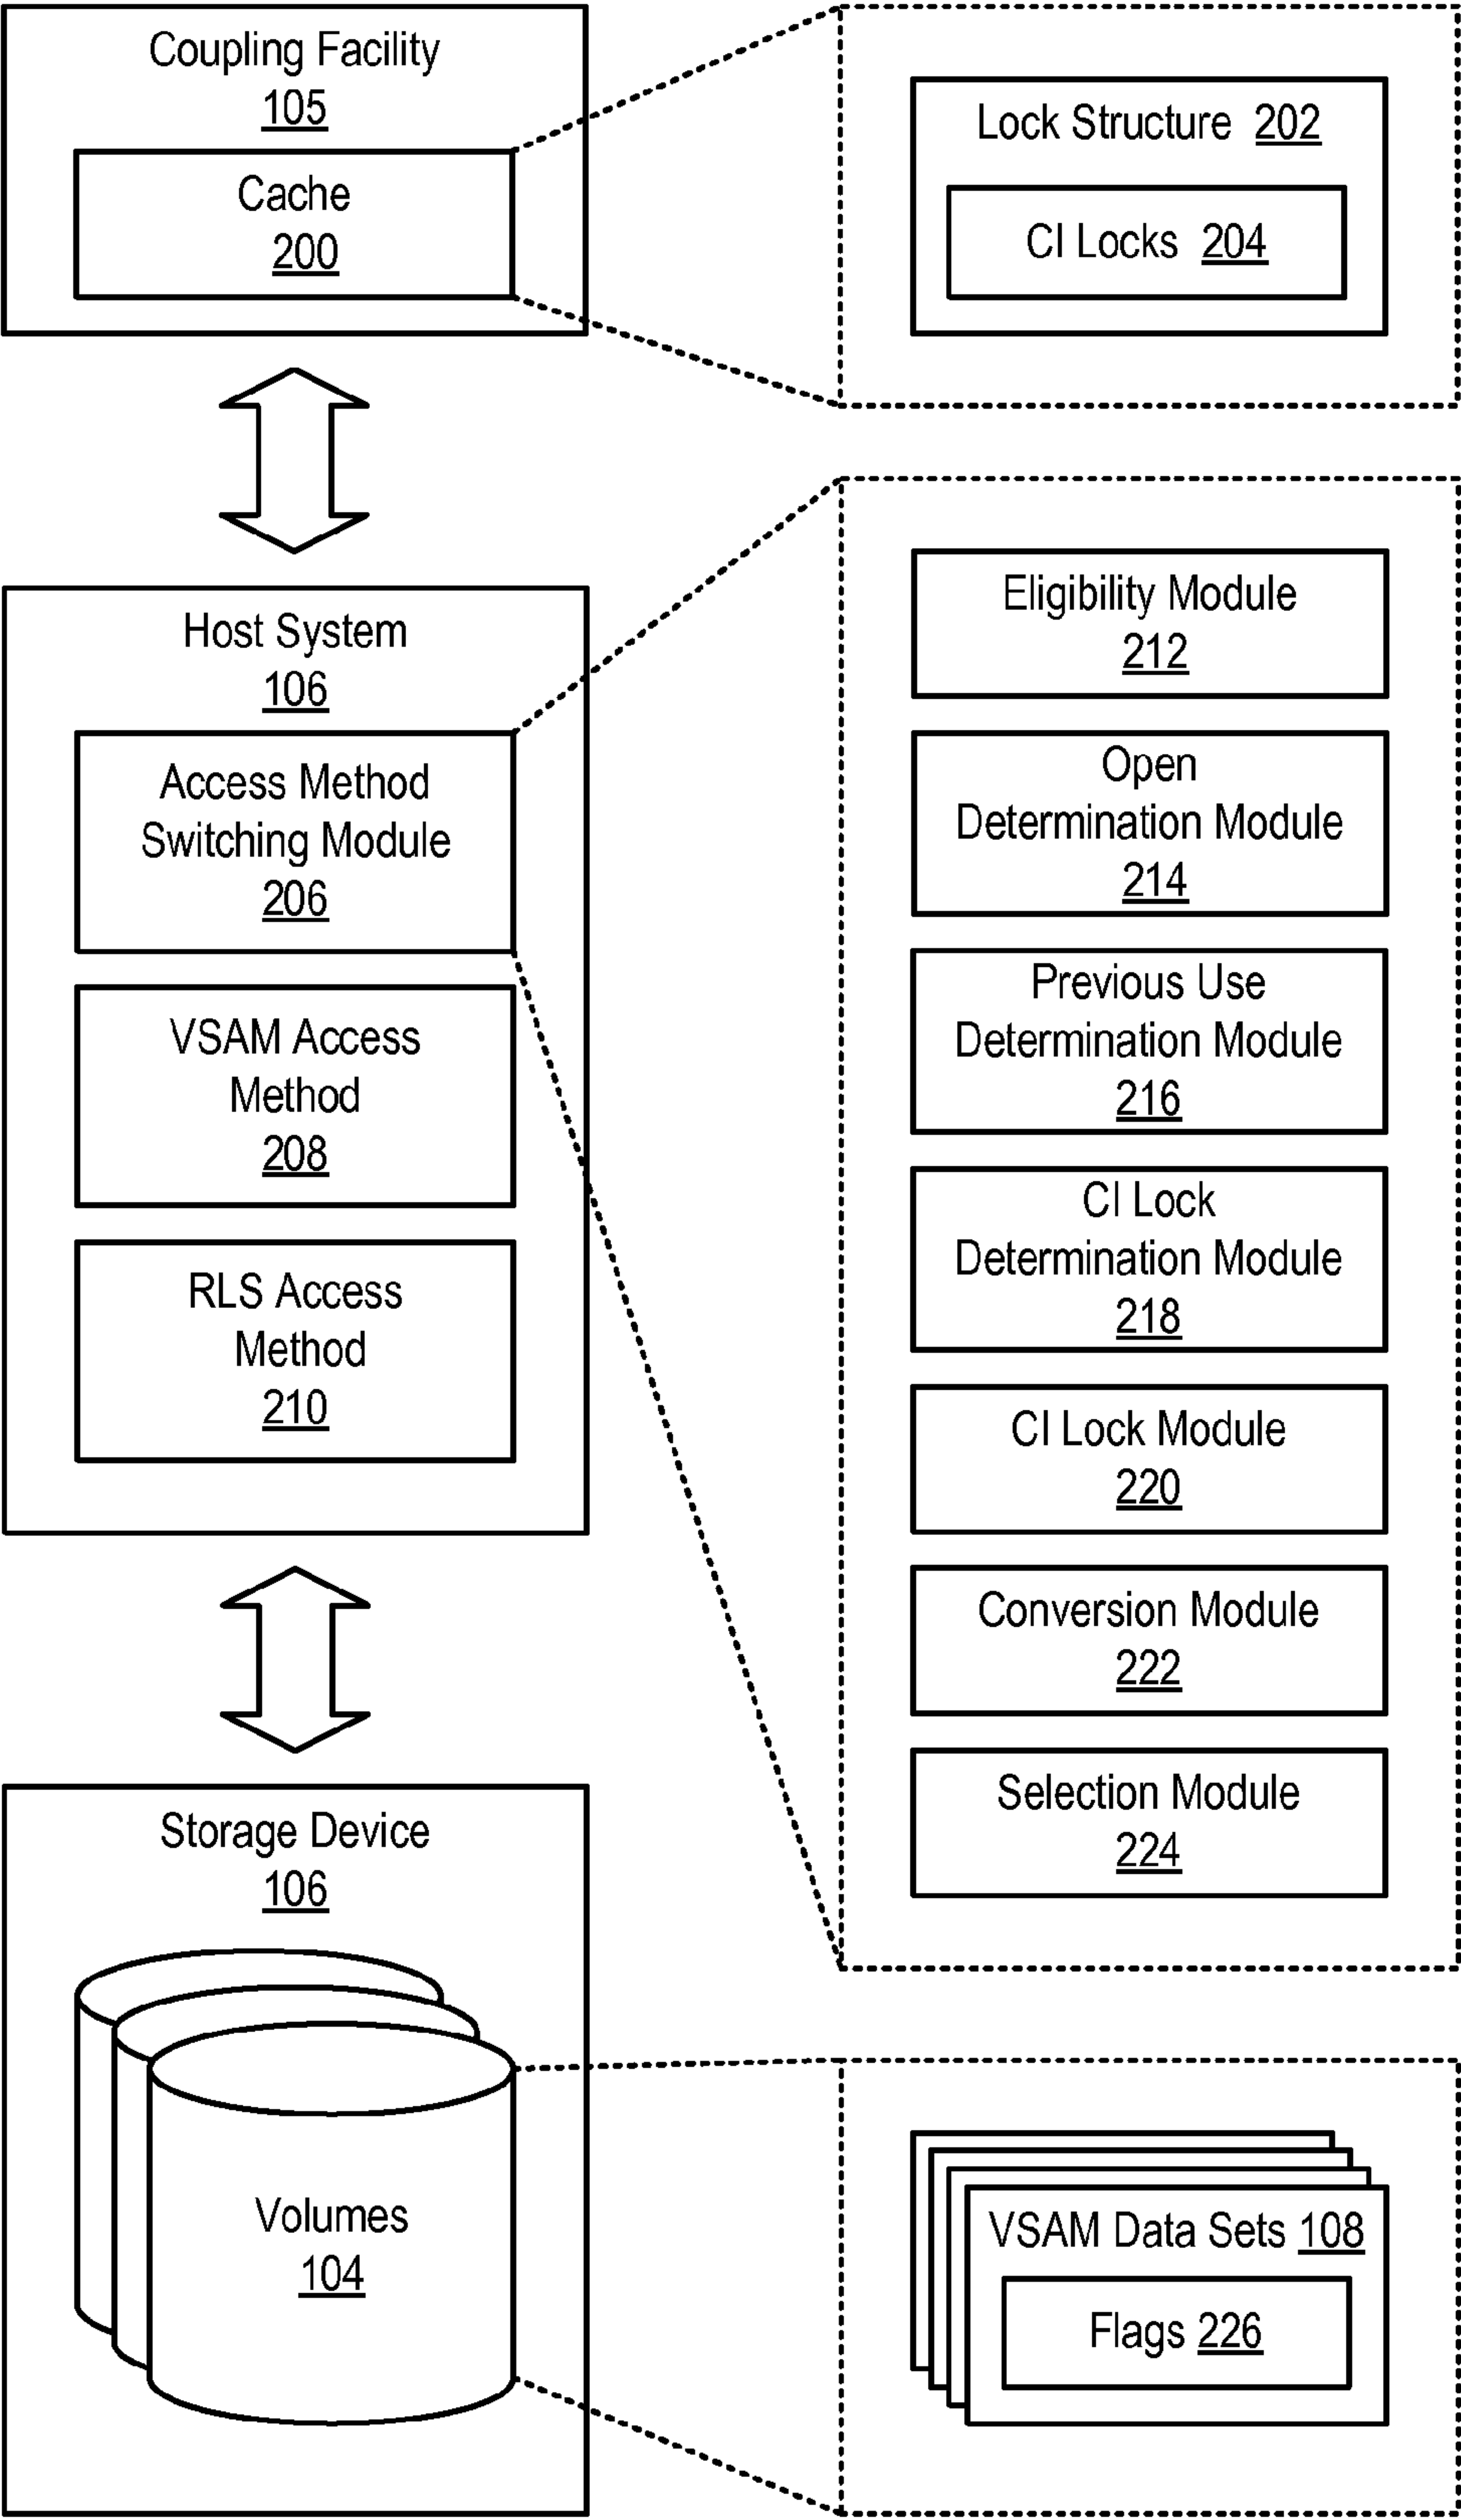 Coupling Facility
105
Cache
200
Lock Structure 202
CI Locks 204
Host System
106
Access Method
Switching Module
206
VSAM Access
Method
208
RLS Access
Method
210
Eligibility Module
212
Open
Determination Module
214
Previous Use
Determination Module
216
CI Lock
Determination Module
218
CI Lock Module
220
Conversion Module
222
Selection Module
224
Storage Device
106
Volumes
104
VSAM Data Sets 108
Flags 226